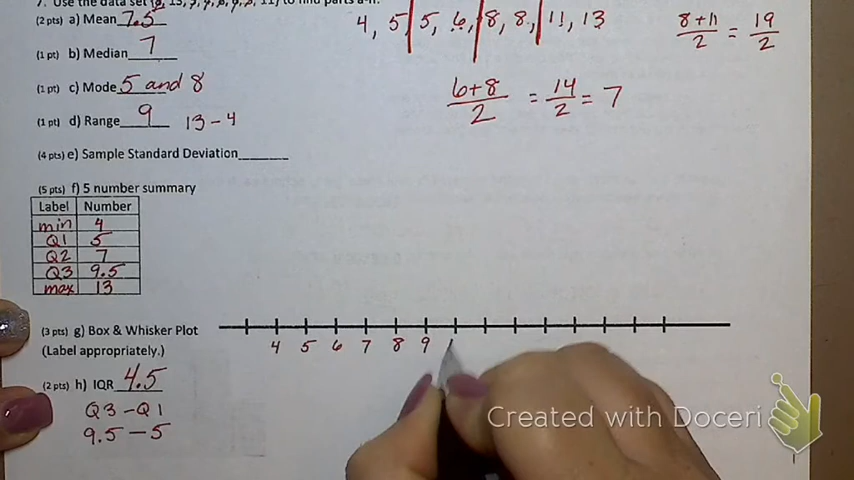 7. Use the data set 13, 11) to find parts a-h.
(2 pts) a) Mean 7.5
4, 5, 5, 6, 8, 8, 11, 13
8+11 / 2 = 19 / 2
(1 pt) b) Median 7
(1 pt) c) Mode 5 and 8
6+8 / 2 = 14 / 2 = 7
(1 pt) d) Range 9 13 - 4
(4 pts) e) Sample Standard Deviation
(5 pts) f) 5 number summary
Label Number
min 4
Q1 5
Q2 7
Q3 9.5
max 13
(3 pts) g) Box & Whisker Plot
(Label appropriately.)
4 5 6 7 8 9
(2 pts) h) IQR 4.5
Q3 - Q1
9.5 - 5
Created with Doceri